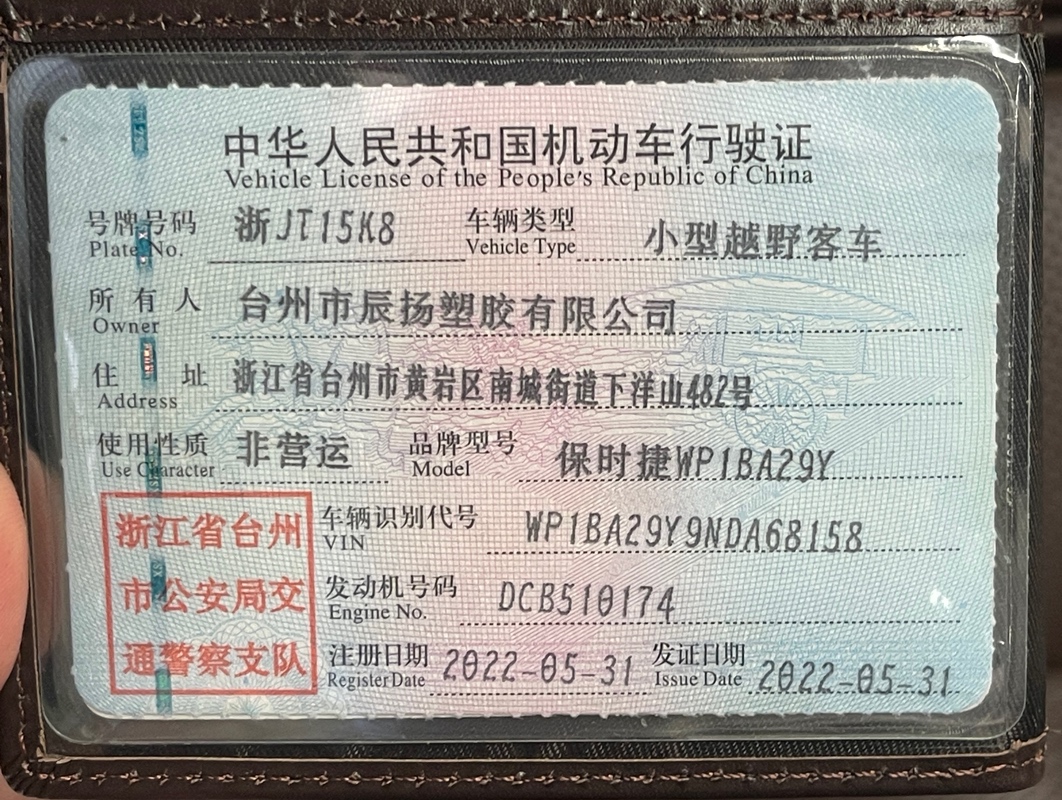 中华人民共和国机动车行驶证
Vehicle License of the People's Republic of China
号牌号码 浙JT15K8 车辆类型 小型越野客车
Plate No. Vehicle Type
所有人 台州市辰扬塑胶有限公司
Owner
住址 浙江省台州市黄岩区南城街道下洋山482号
Address
使用性质 非营运 品牌型号 保时捷WP1BA29Y
Use Character Model
浙江省台州 车辆识别代号 WP1BA29Y9NDA68158
VIN
市公安局交 发动机号码 DCB510174
Engine No.
通警察支队 注册日期 2022-05-31 发证日期 2022-05-31
Register Date Issue Date